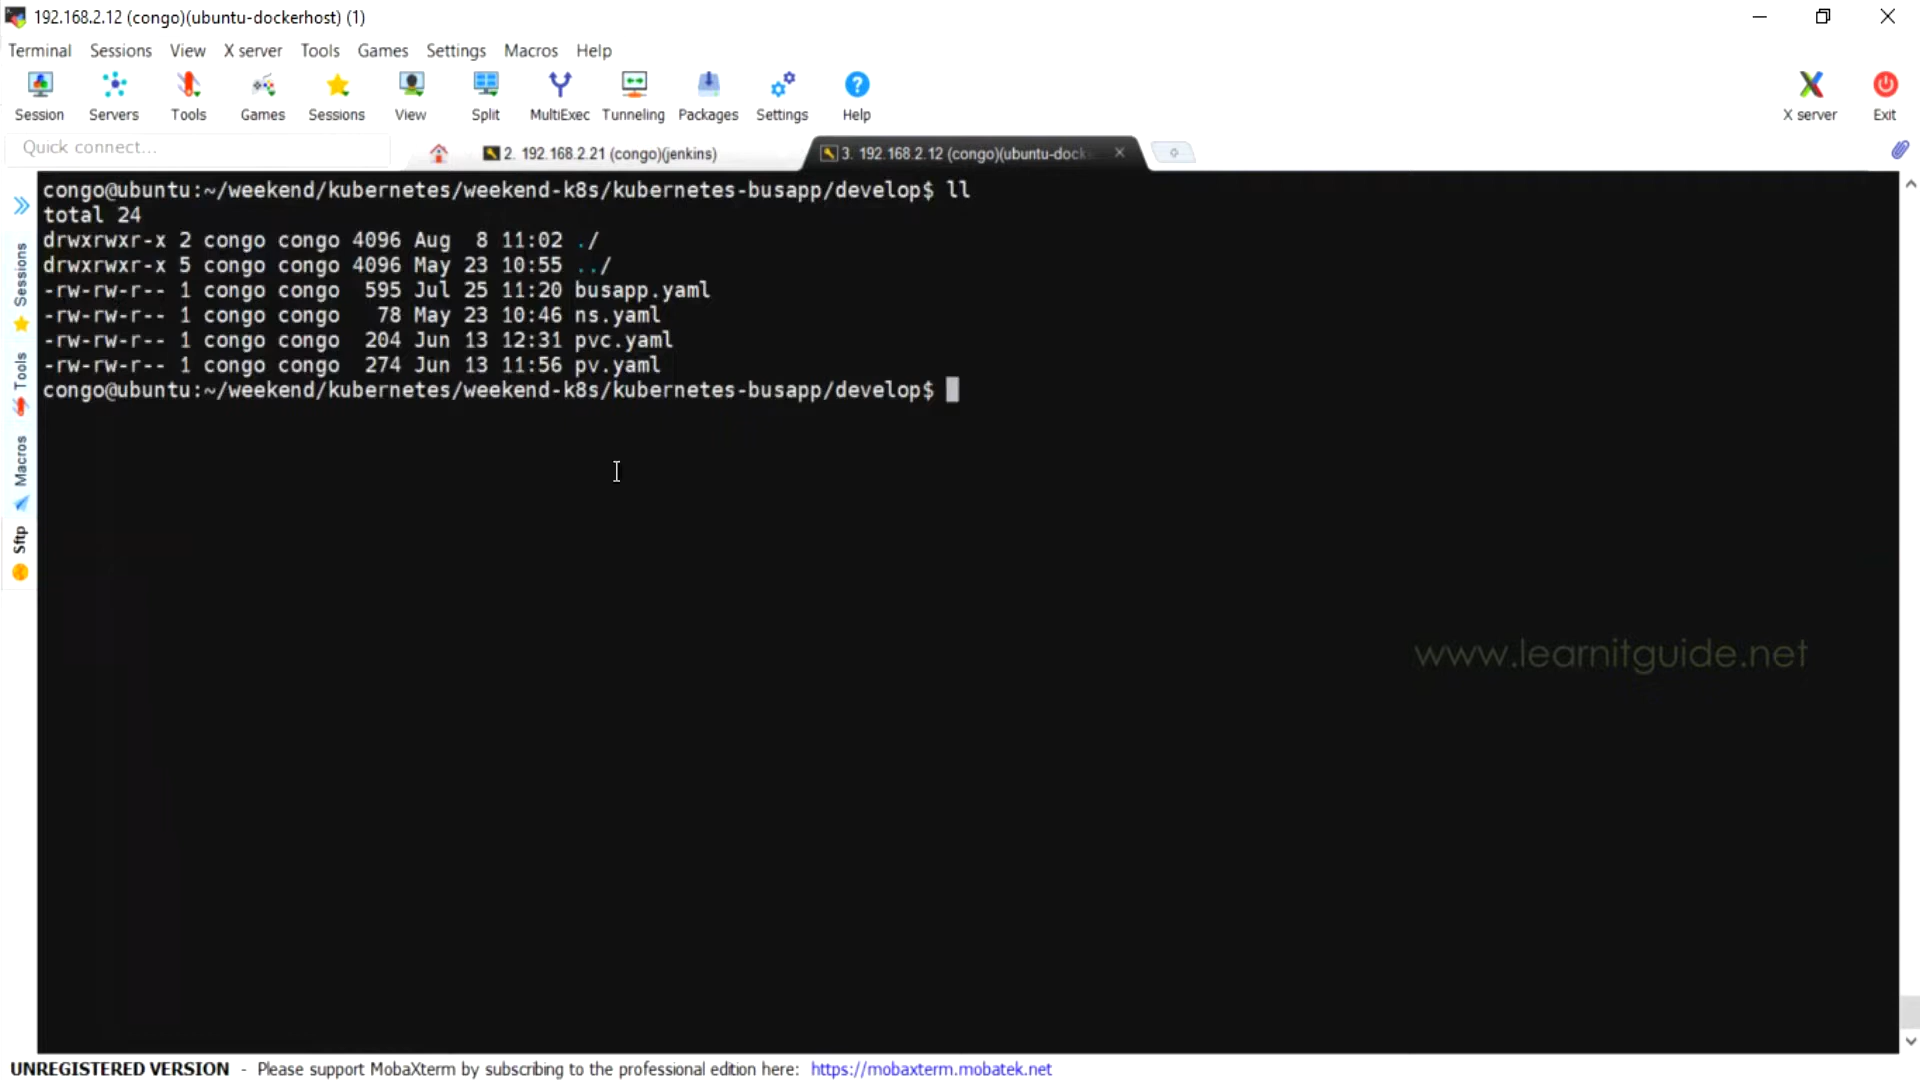 192.168.2.12 (congo)(ubuntu-dockerhost) (1)
Terminal Sessions View X server Tools Games Settings Macros Help
Session Servers Tools Games Sessions View Split MultiExec Tunneling Packages Settings Help X server Exit
Quick connect...
2. 192.168.2.21 (congo)(jenkins)
3. 192.168.2.12 (congo)(ubuntu-dock
congo@ubuntu:~/weekend/kubernetes/weekend-k8s/kubernetes-busapp/develop$ ll
total 24
drwxrwxr-x 2 congo congo 4096 Aug  8 11:02 ./
drwxrwxr-x 5 congo congo 4096 May 23 10:55 ../
-rw-rw-r-- 1 congo congo  595 Jul 25 11:20 busapp.yaml
-rw-rw-r-- 1 congo congo   78 May 23 10:46 ns.yaml
-rw-rw-r-- 1 congo congo  204 Jun 13 12:31 pvc.yaml
-rw-rw-r-- 1 congo congo  274 Jun 13 11:56 pv.yaml
congo@ubuntu:~/weekend/kubernetes/weekend-k8s/kubernetes-busapp/develop$
Sessions
Tools
Macros
Sftp
www.learnitguide.net
UNREGISTERED VERSION - Please support MobaXterm by subscribing to the professional edition here: https://mobaxterm.mobatek.net